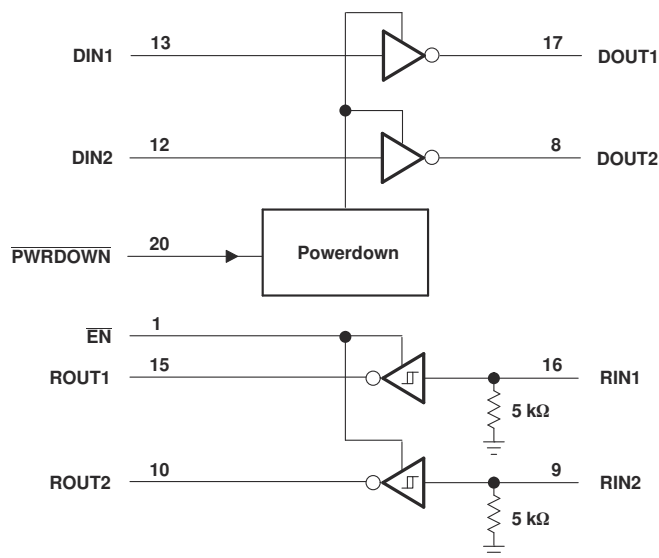 DIN1 13 17 DOUT1
DIN2 12 8 DOUT2
PWRDOWN 20 Powerdown
EN 1
ROUT1 15 16 RIN1
5 kΩ
ROUT2 10 9 RIN2
5 kΩ